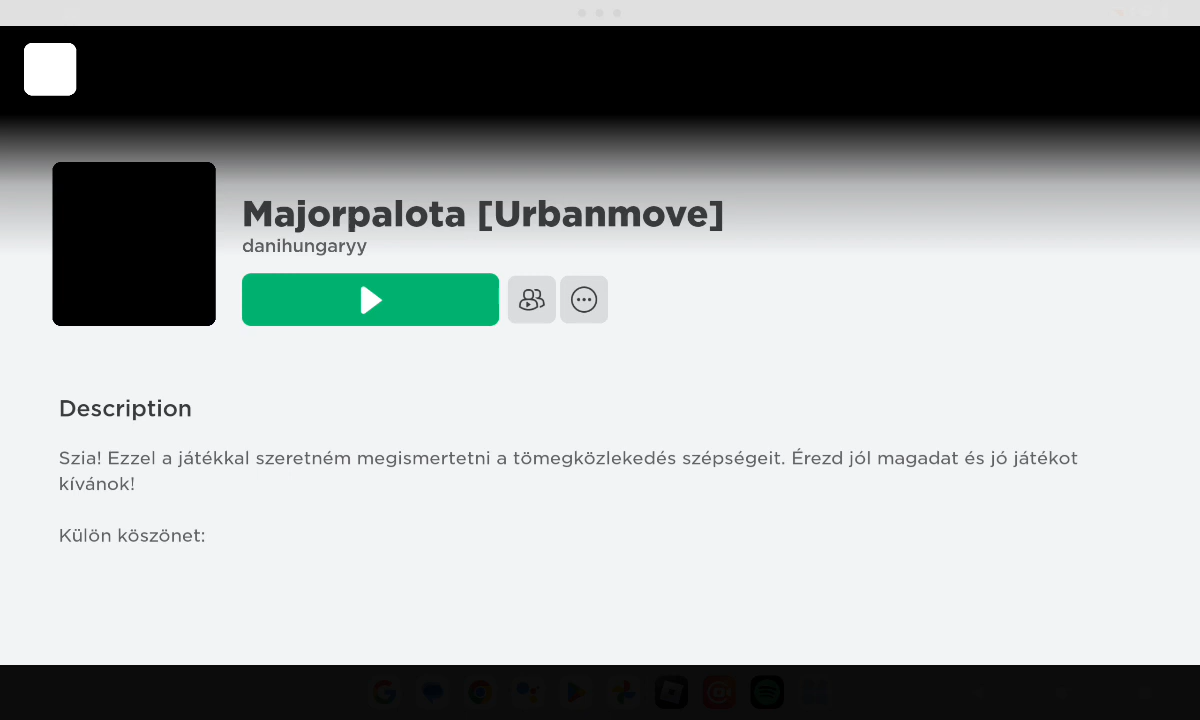 Majorpalota [Urbanmove]
danihungaryy
Description
Szia! Ezzel a játékkal szeretném megismertetni a tömegközlekedés szépségeit. Érezd jól magadat és jó játékot
kívánok!
Külön köszönet: